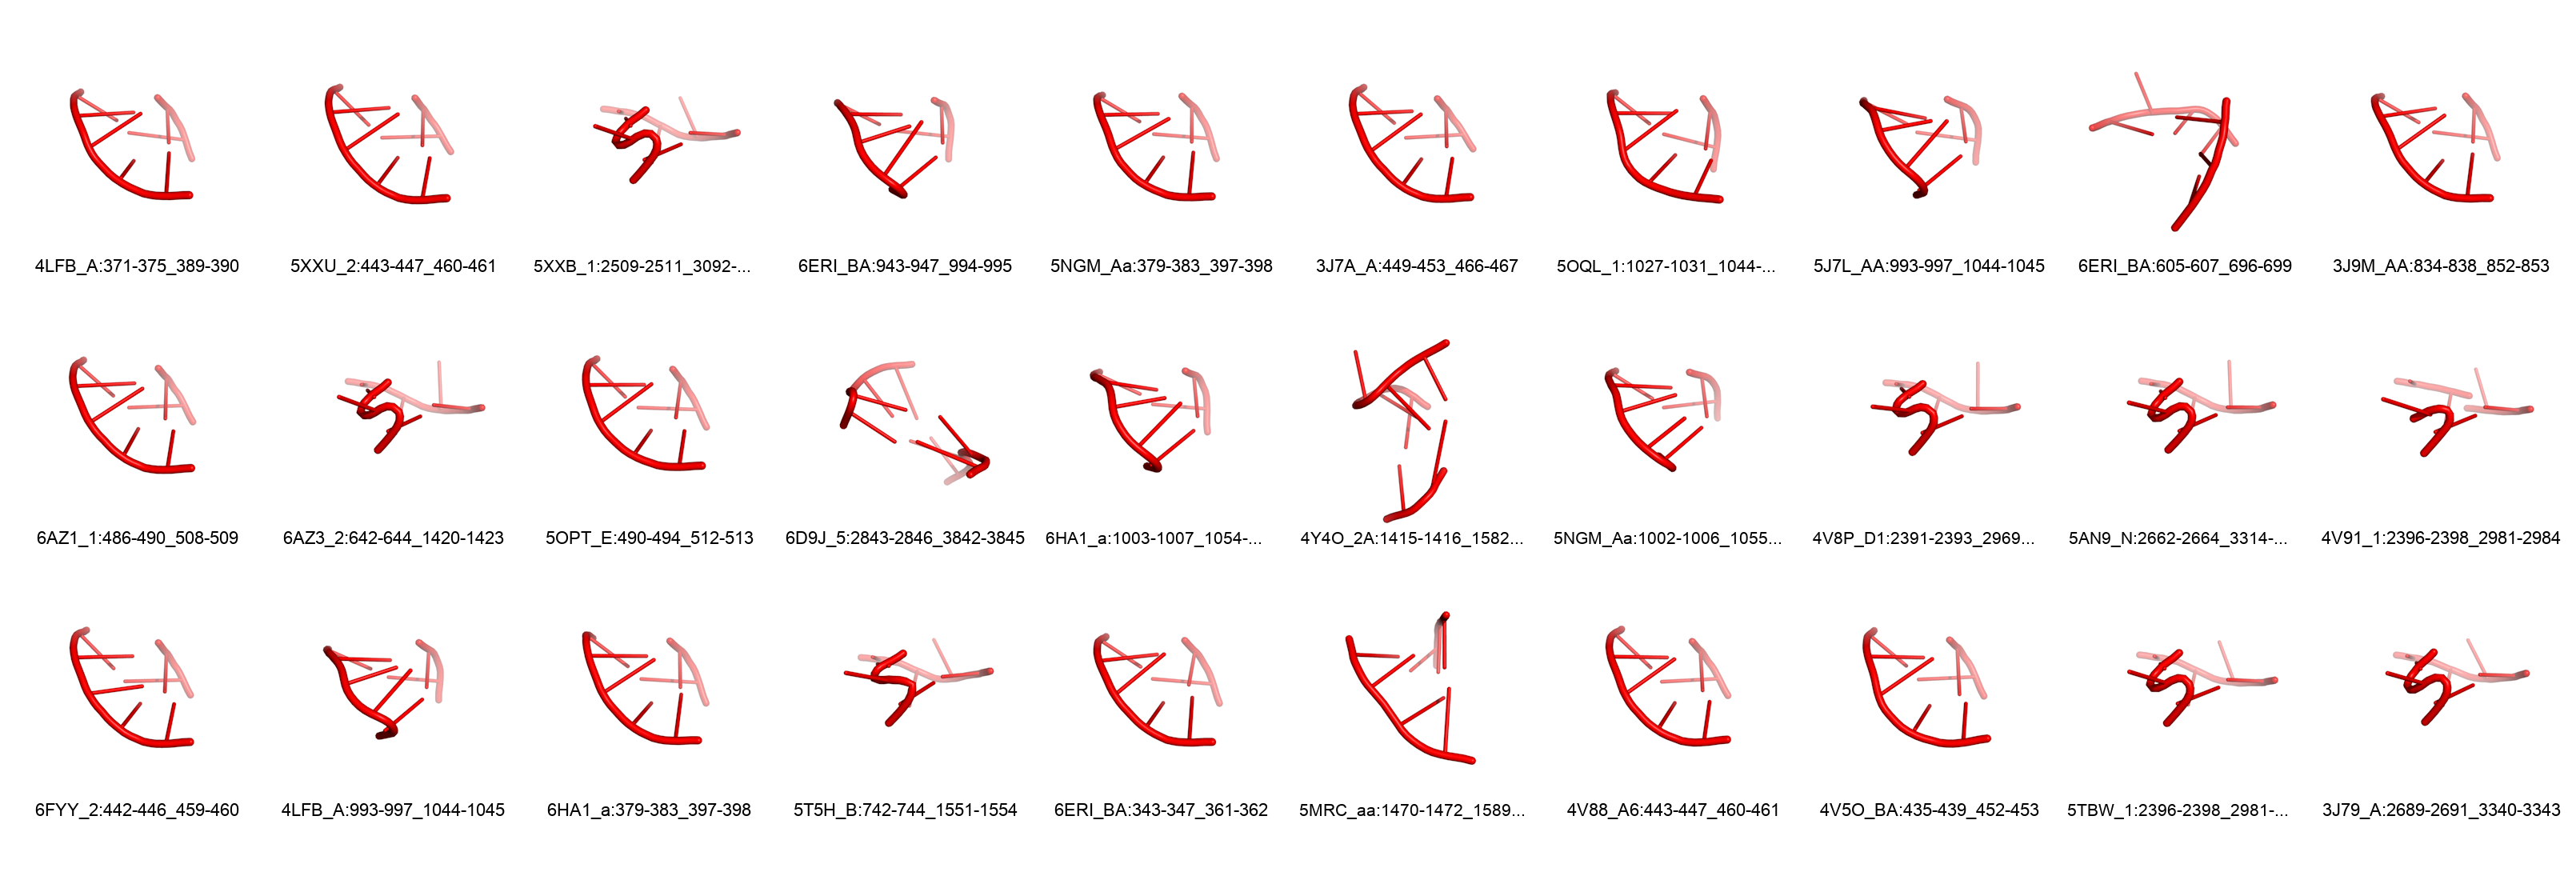 4LFB_A:371-375_389-390
5XXU_2:443-447_460-461
5XXB_1:2509-2511_3092-...
6ERI_BA:943-947_994-995
5NGM_Aa:379-383_397-398
3J7A_A:449-453_466-467
5OQL_1:1027-1031_1044-...
5J7L_AA:993-997_1044-1045
6ERI_BA:605-607_696-699
3J9M_AA:834-838_852-853
6AZ1_1:486-490_508-509
6AZ3_2:642-644_1420-1423
5OPT_E:490-494_512-513
6D9J_5:2843-2846_3842-3845
6HA1_a:1003-1007_1054-...
4Y4O_2A:1415-1416_1582...
5NGM_Aa:1002-1006_1055...
4V8P_D1:2391-2393_2969...
5AN9_N:2662-2664_3314-...
4V91_1:2396-2398_2981-2984
6FYY_2:442-446_459-460
4LFB_A:993-997_1044-1045
6HA1_a:379-383_397-398
5T5H_B:742-744_1551-1554
6ERI_BA:343-347_361-362
5MRC_aa:1470-1472_1589...
4V88_A6:443-447_460-461
4V5O_BA:435-439_452-453
5TBW_1:2396-2398_2981-...
3J79_A:2689-2691_3340-3343